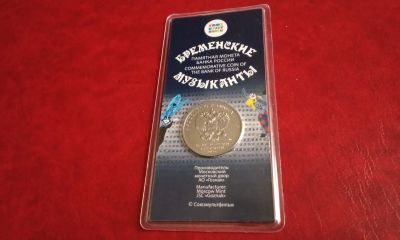 БРЕМЕНСКИЕ
ПАМЯТНАЯ МОНЕТА
БАНКА РОССИИ
COMMEMORATIVE COIN OF
THE BANK OF RUSSIA
МУЗЫКАНТЫ
Производитель:
Московский
монетный двор
АО «Гознак»
Manufacturer:
Moscow Mint
JSC «Goznak»
© Союзмультфильм